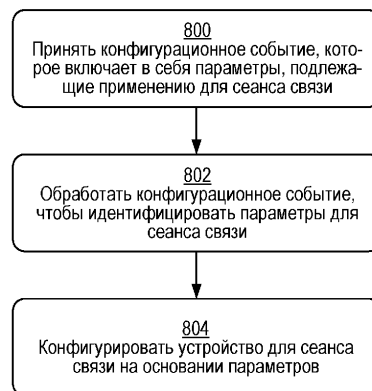 800
Принять конфигурационное событие, кото-
рое включает в себя параметры, подлежа-
щие применению для сеанса связи
802
Обработать конфигурационное событие,
чтобы идентифицировать параметры для
сеанса связи
804
Конфигурировать устройство для сеанса
связи на основании параметров